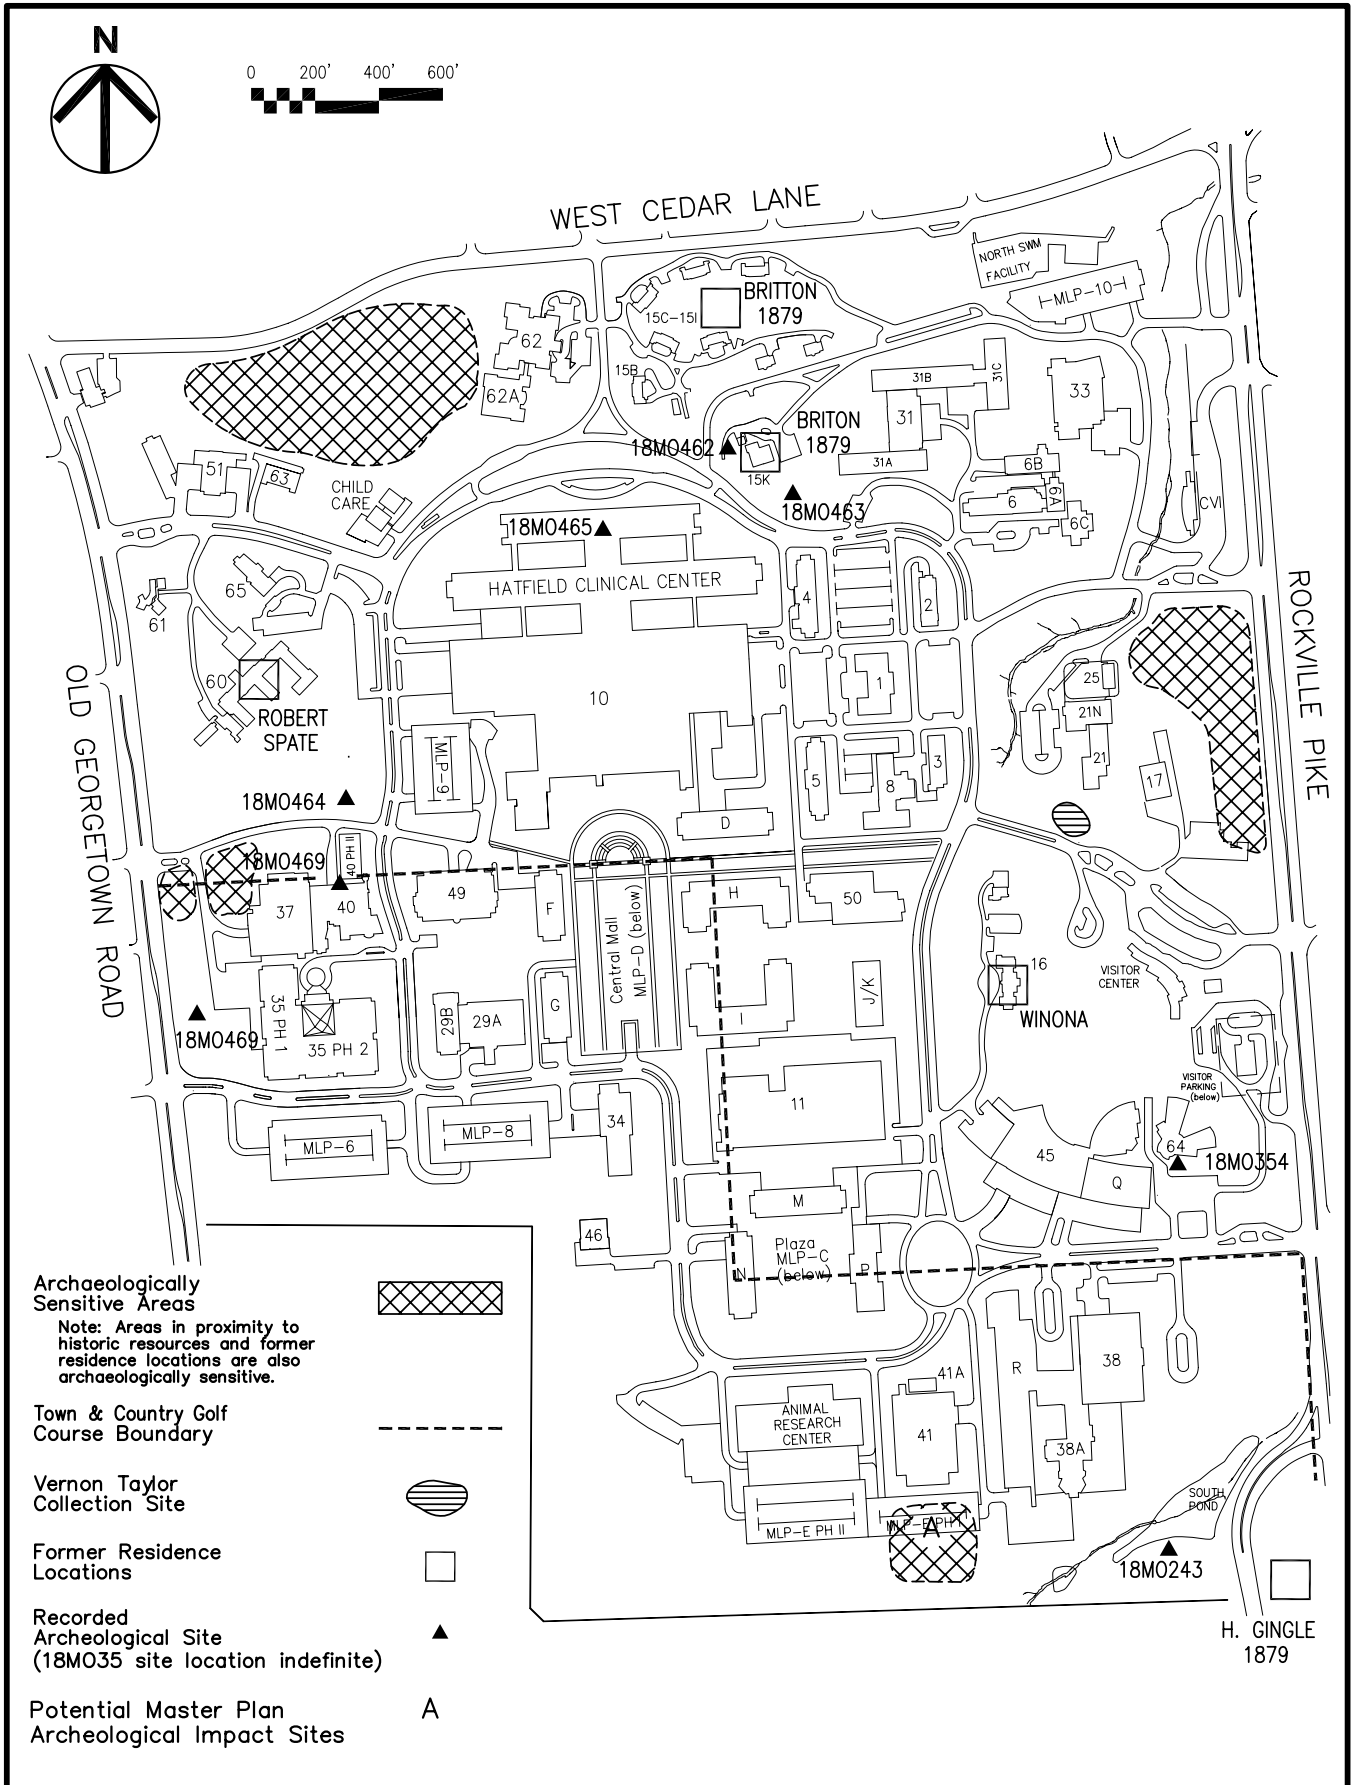 N
0 200' 400' 600'
WEST CEDAR LANE
NORTH SWM
FACILITY
MLP-10
BRITTON
1879
15C-15I
62
15B
31B
31C
62A
33
31
BRITON
1879
18MO462
31A
15K
6B
51
63
CHILD
CARE
18MO463
6
6A
6C
CVI
18MO465
HATFIELD CLINICAL CENTER
65
4
2
61
ROCKVILLE PIKE
OLD GEORGETOWN ROAD
60
10
1
25
21N
ROBERT
SPATE
MLP-9
5
8
3
21
17
18MO464
D
18MO469
40 PH II
49
F
H
50
37
40
Central Mall
MLP-D (below)
16
VISITOR
CENTER
J/K
35 PH 1
29B
29A
G
I
WINONA
18MO469
35 PH 2
VISITOR
PARKING
(below)
11
34
MLP-6
MLP-8
45
64
18MO354
Q
M
46
Plaza
MLP-C
(below)
N
P
Archaeologically
Sensitive Areas
Note: Areas in proximity to
historic resources and former
residence locations are also
archaeologically sensitive.
R
38
41A
Town & Country Golf
Course Boundary
ANIMAL
RESEARCH
CENTER
41
38A
Vernon Taylor
Collection Site
SOUTH
POND
MLP-E PH II
MLP-E PH I
A
Former Residence
Locations
18MO243
Recorded
Archeological Site
(18MO35 site location indefinite)
H. GINGLE
1879
Potential Master Plan A
Archeological Impact Sites